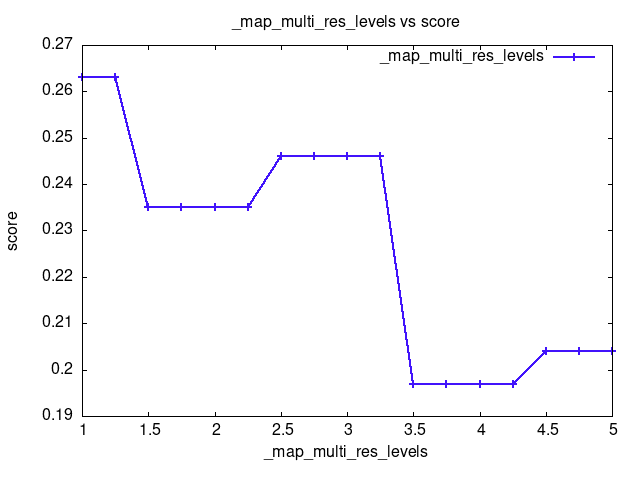 _map_multi_res_levels vs score
0.27
_map_multi_res_levels
0.26
0.25
0.24
0.23
score
0.22
0.21
0.2
0.19
1 1.5 2 2.5 3 3.5 4 4.5 5
_map_multi_res_levels